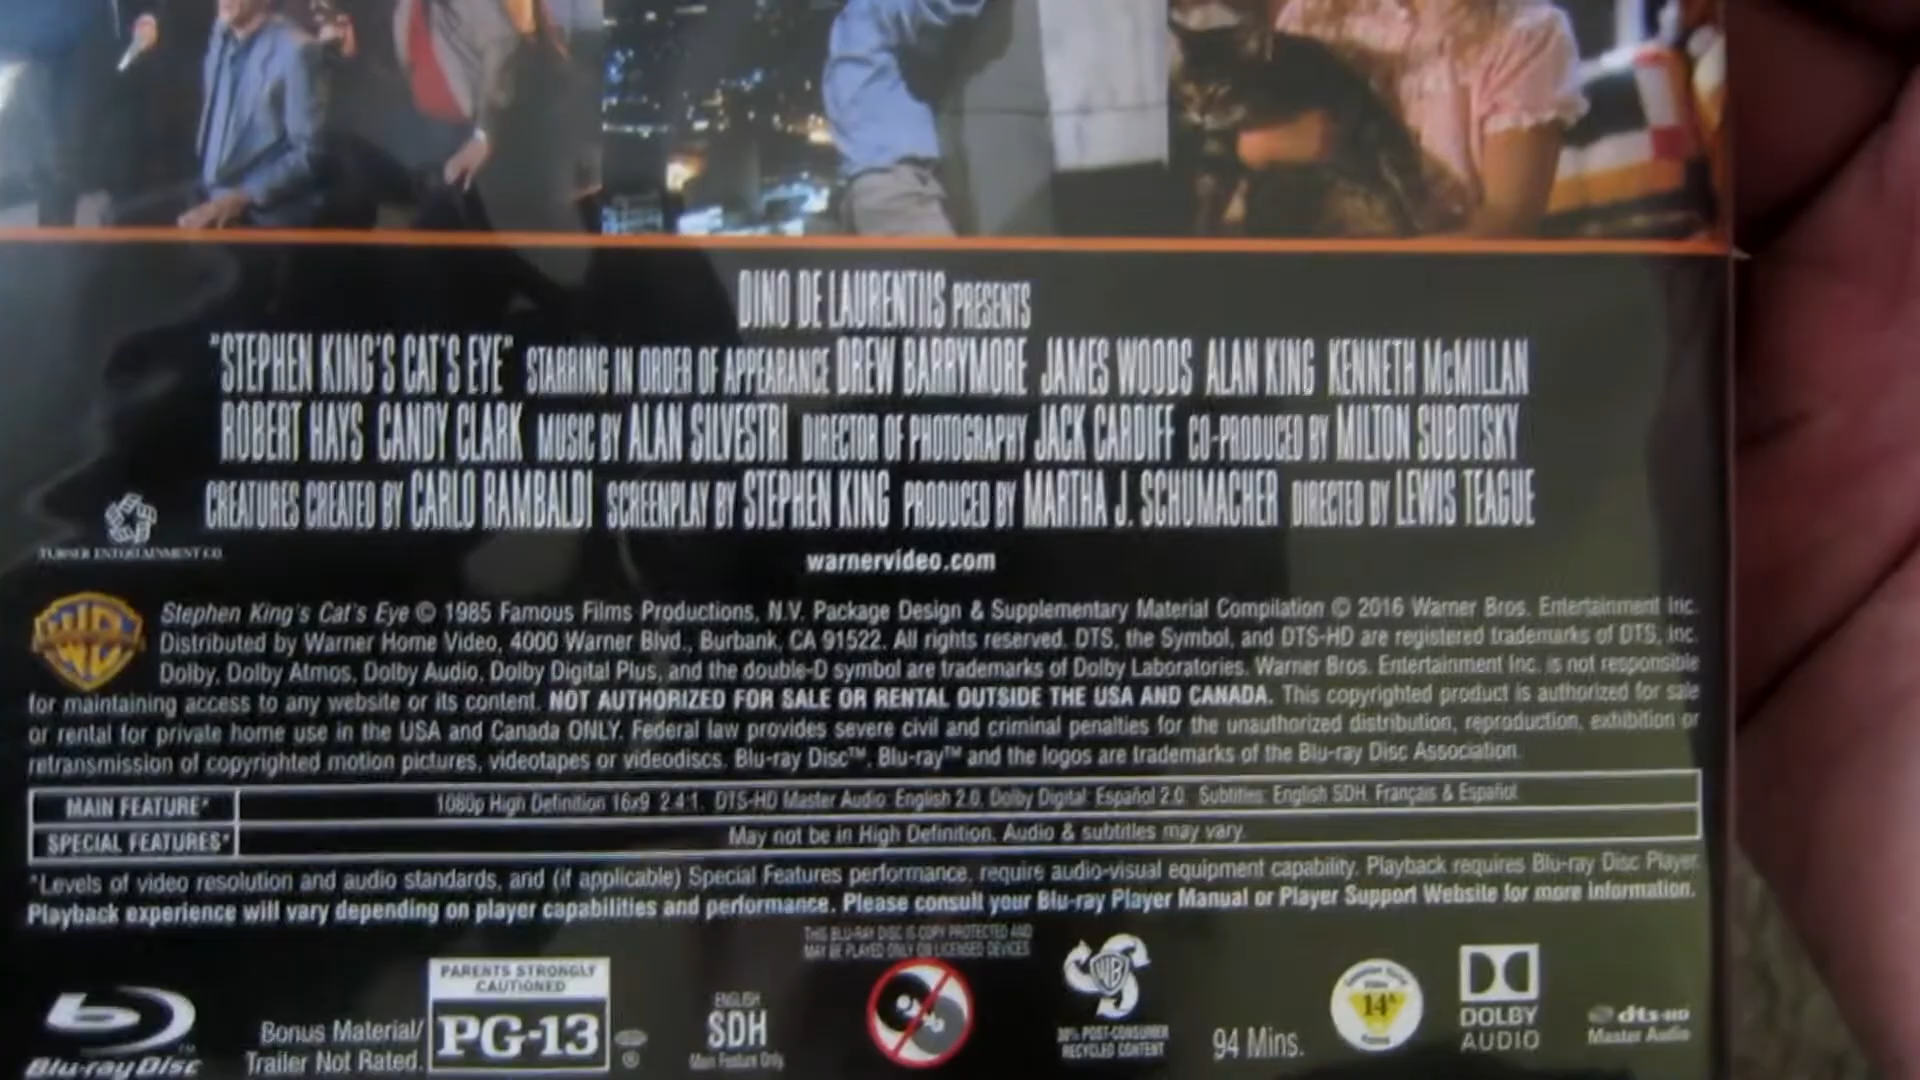 DINO DE LAURENTIIS PRESENTS
"STEPHEN KING'S CAT'S EYE" STARRING IN ORDER OF APPEARANCE DREW BARRYMORE JAMES WOODS ALAN KING KENNETH McMILLAN
ROBERT HAYS CANDY CLARK MUSIC BY ALAN SILVESTRI DIRECTOR OF PHOTOGRAPHY JACK CARDIFF CO-PRODUCED BY MILTON SUBOTSKY
CREATURES CREATED BY CARLO RAMBALDI SCREENPLAY BY STEPHEN KING PRODUCED BY MARTHA J. SCHUMACHER DIRECTED BY LEWIS TEAGUE
TURNER ENTERTAINMENT CO.
warnervideo.com
WB
Stephen King's Cat's Eye © 1985 Famous Films Productions, N.V. Package Design & Supplementary Material Compilation © 2016 Warner Bros. Entertainment Inc.
Distributed by Warner Home Video, 4000 Warner Blvd., Burbank, CA 91522. All rights reserved. DTS, the Symbol, and DTS-HD are registered trademarks of DTS, Inc.
Dolby, Dolby Atmos, Dolby Audio, Dolby Digital Plus, and the double-D symbol are trademarks of Dolby Laboratories. Warner Bros. Entertainment Inc. is not responsible
for maintaining access to any website or its content. NOT AUTHORIZED FOR SALE OR RENTAL OUTSIDE THE USA AND CANADA. This copyrighted product is authorized for sale
or rental for private home use in the USA and Canada ONLY. Federal law provides severe civil and criminal penalties for the unauthorized distribution, reproduction, exhibition or
retransmission of copyrighted motion pictures, videotapes or videodiscs. Blu-ray Disc™, Blu-ray™ and the logos are trademarks of the Blu-ray Disc Association.
MAIN FEATURE* 1080p High Definition 16x9 2.4:1, DTS-HD Master Audio: English 2.0, Dolby Digital: Español 2.0 Subtitles: English SDH, Français & Español
SPECIAL FEATURES* May not be in High Definition. Audio & subtitles may vary.
*Levels of video resolution and audio standards, and (if applicable) Special Features performance, require audio-visual equipment capability. Playback requires Blu-ray Disc Player.
Playback experience will vary depending on player capabilities and performance. Please consult your Blu-ray Player Manual or Player Support Website for more information.
THIS BLU-RAY DISC IS COPY PROTECTED AND
MAY BE PLAYED ONLY ON LICENSED DEVICES
Blu-ray Disc™
Bonus Material/
Trailer Not Rated.
PARENTS STRONGLY
CAUTIONED
PG-13
®
ENGLISH
SDH
Main Feature Only
WB
30% POST-CONSUMER
RECYCLED CONTENT
94 Mins.
14A
DOLBY
AUDIO
dts-HD
Master Audio